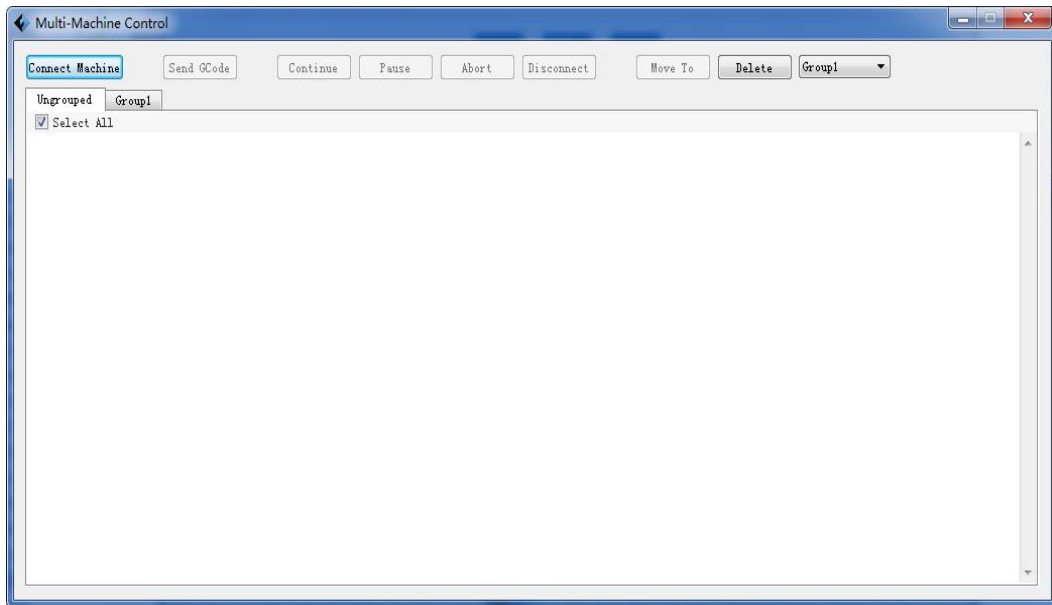 Multi-Machine Control
Connect Machine Send GCode Continue Pause Abort Disconnect Move To Delete Group1
Ungrouped Group1
Select All